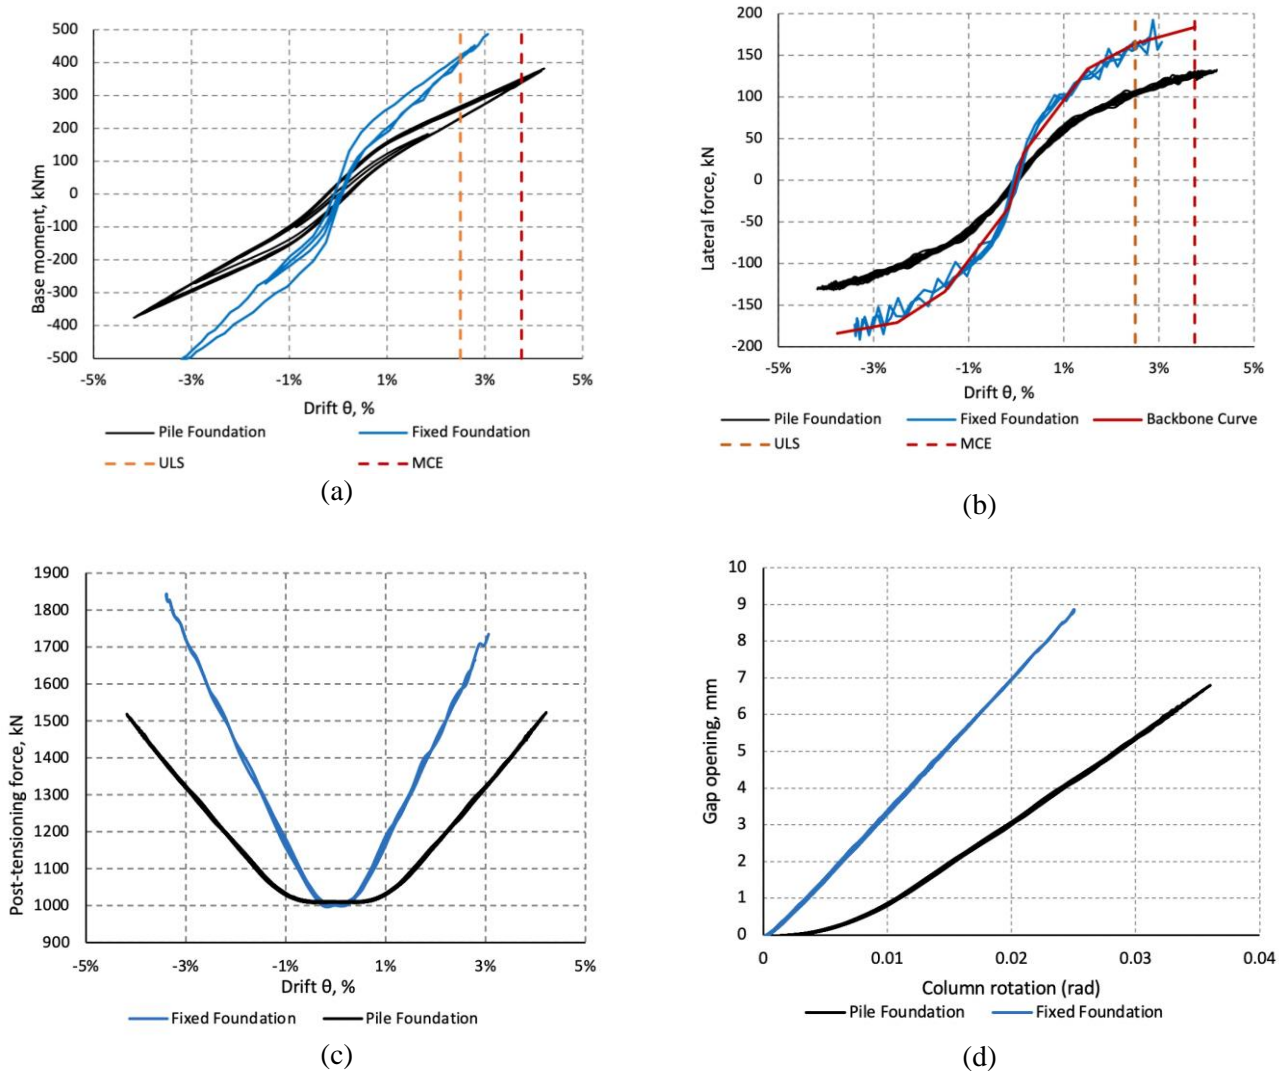 500
400
300
200
100
0
-100
-200
-300
-400
-500
Base moment, kNm
-5% -3% -1% 1% 3% 5%
Drift θ, %
Pile Foundation Fixed Foundation
ULS MCE
(a)
200
150
100
50
0
-50
-100
-150
-200
Lateral force, kN
-5% -3% -1% 1% 3% 5%
Drift θ, %
Pile Foundation Fixed Foundation Backbone Curve
ULS MCE
(b)
1900
1800
1700
1600
1500
1400
1300
1200
1100
1000
900
Post-tensioning force, kN
-5% -3% -1% 1% 3% 5%
Drift θ, %
Fixed Foundation Pile Foundation
(c)
10
9
8
7
6
5
4
3
2
1
0
Gap opening, mm
0 0.01 0.02 0.03 0.04
Column rotation (rad)
Pile Foundation Fixed Foundation
(d)